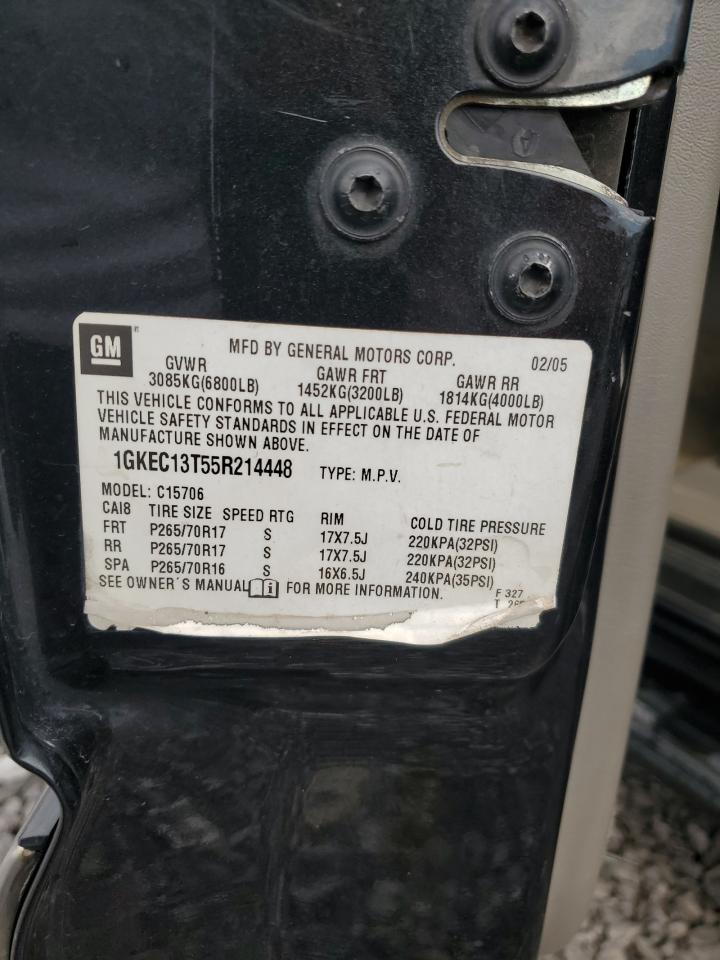 GM
MFD BY GENERAL MOTORS CORP. 02/05
GVWR GAWR FRT GAWR RR
3085KG(6800LB) 1452KG(3200LB) 1814KG(4000LB)
THIS VEHICLE CONFORMS TO ALL APPLICABLE U.S. FEDERAL MOTOR
VEHICLE SAFETY STANDARDS IN EFFECT ON THE DATE OF
MANUFACTURE SHOWN ABOVE.
1GKEC13T55R214448 TYPE: M.P.V.
MODEL: C15706
CAI8 TIRE SIZE SPEED RTG RIM COLD TIRE PRESSURE
FRT P265/70R17 S 17X7.5J 220KPA(32PSI)
RR P265/70R17 S 17X7.5J 220KPA(32PSI)
SPA P265/70R16 S 16X6.5J 240KPA(35PSI)
SEE OWNER'S MANUAL i FOR MORE INFORMATION.
F 327
T